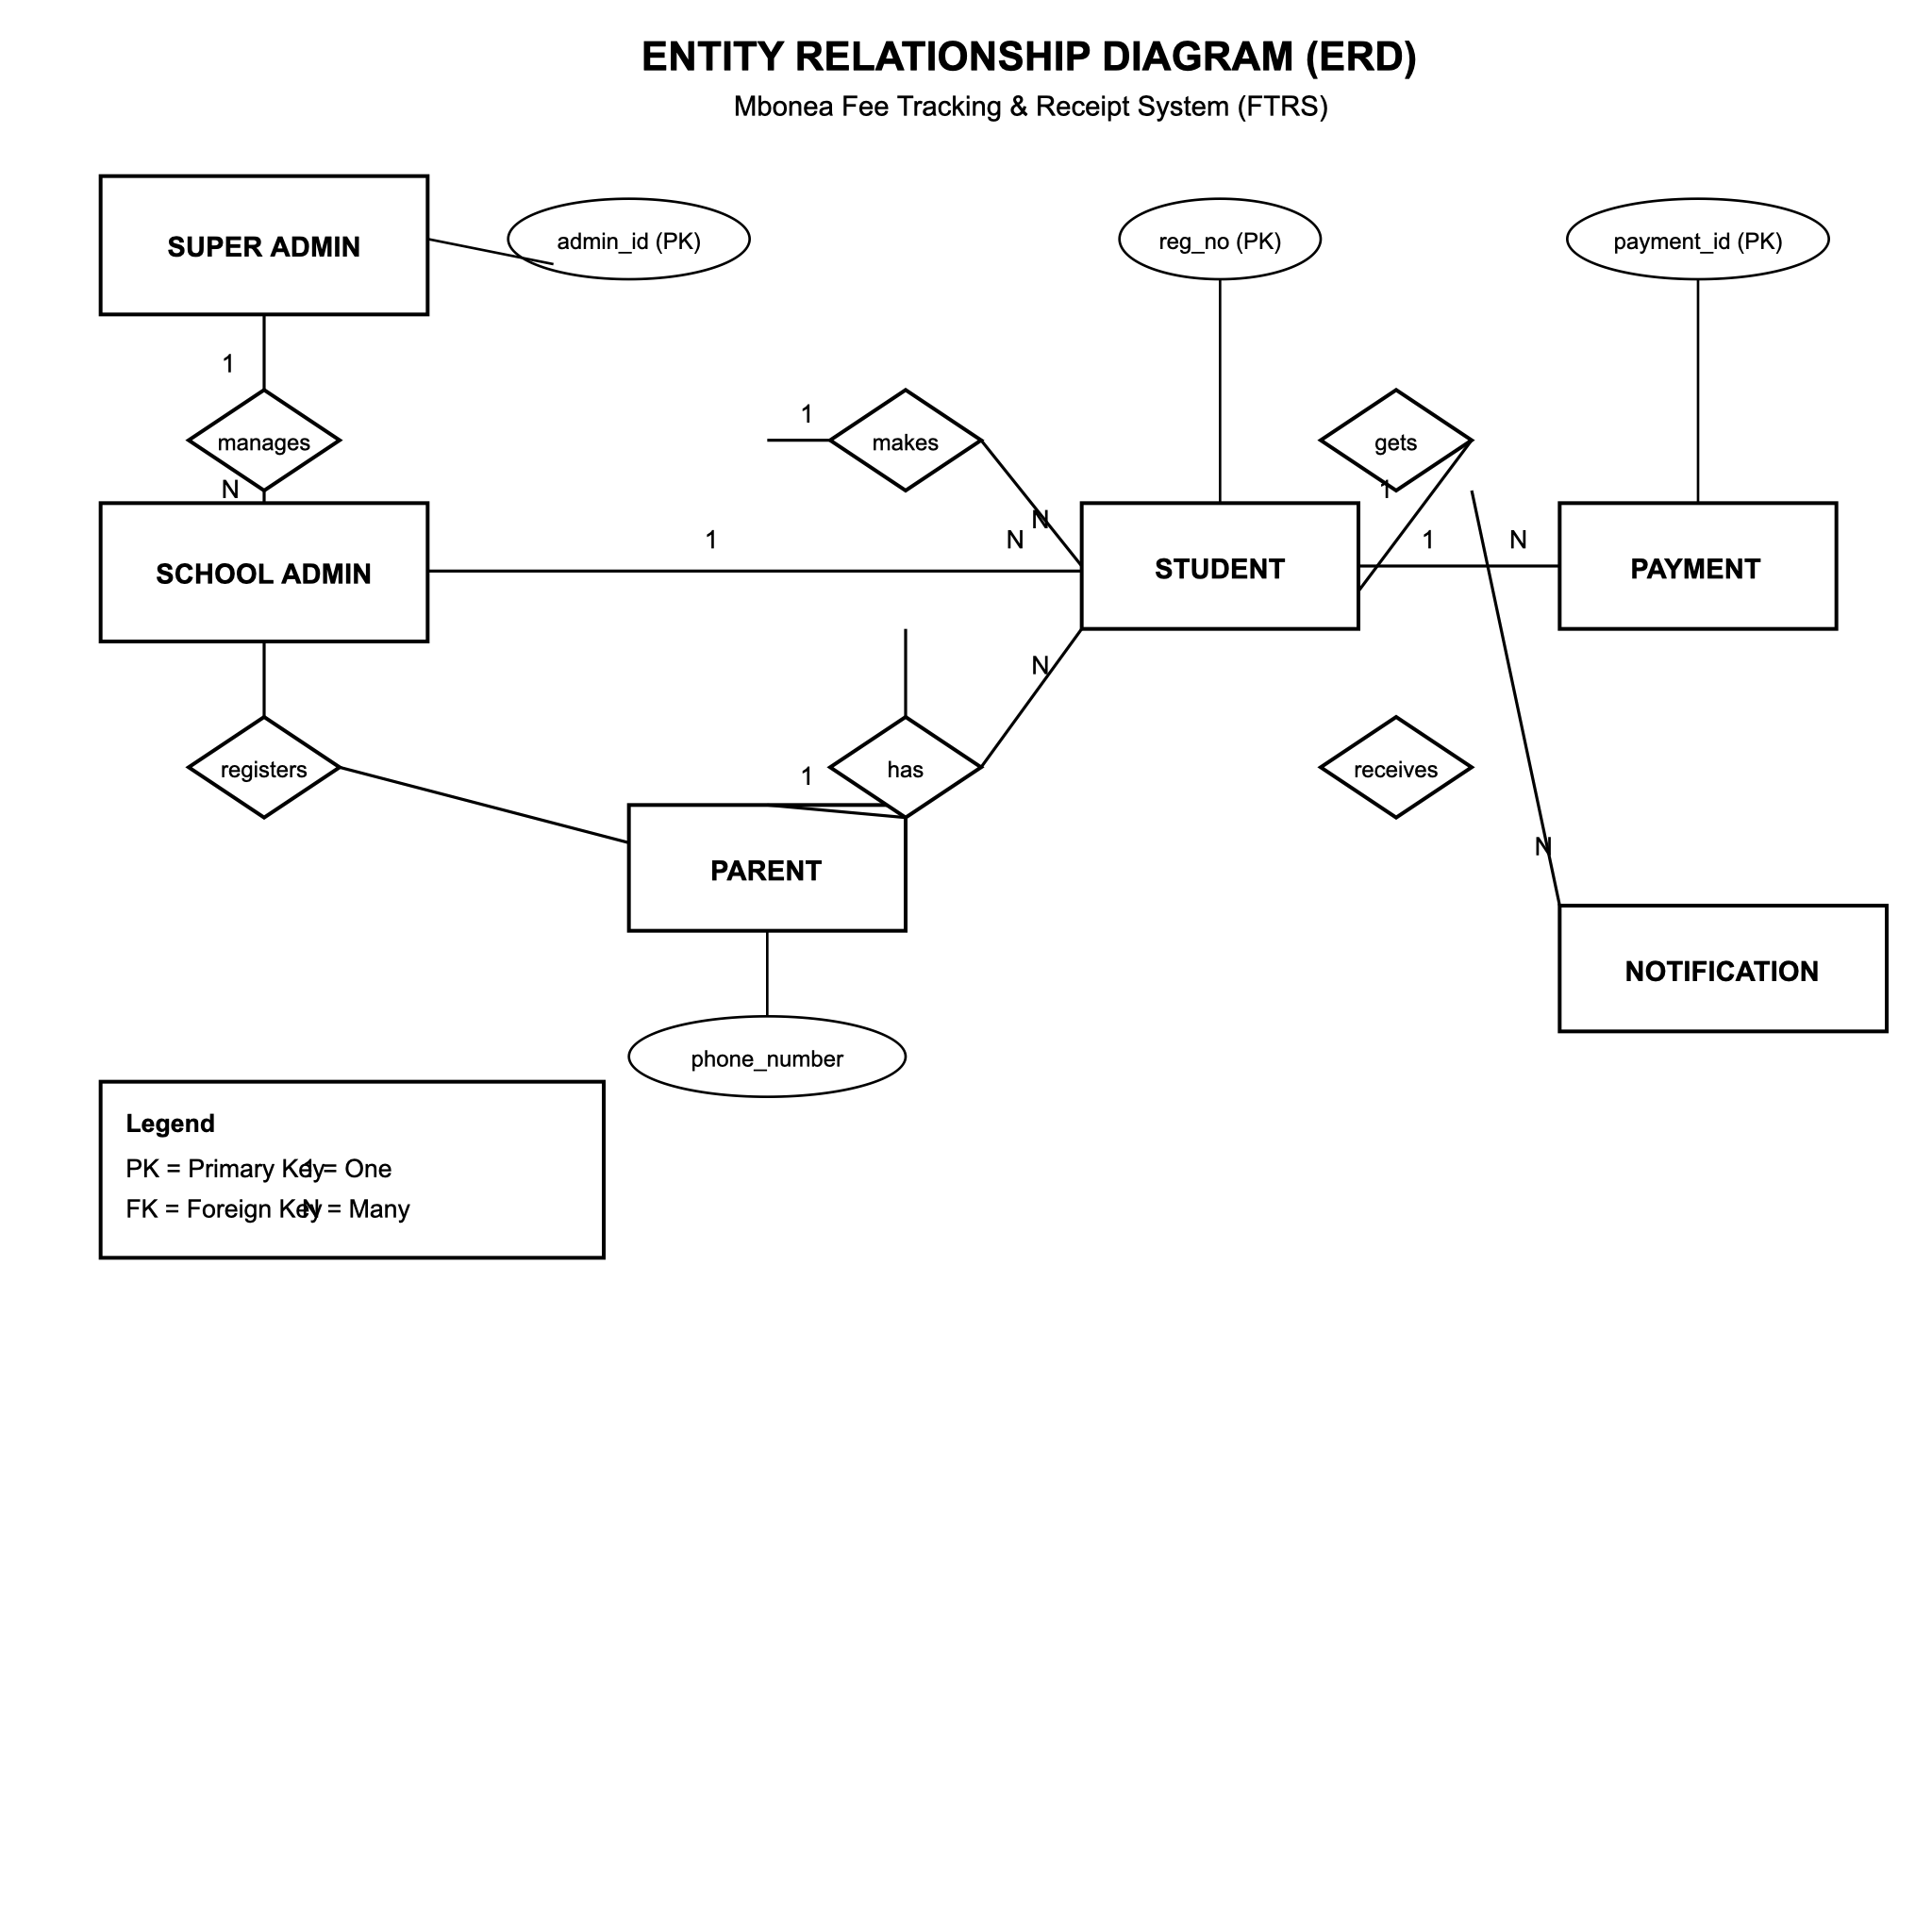 ENTITY RELATIONSHIP DIAGRAM (ERD)
Mbonea Fee Tracking & Receipt System (FTRS)
SUPER ADMIN
admin_id (PK)
reg_no (PK)
payment_id (PK)
1
manages
N
1
makes
N
gets
1
SCHOOL ADMIN
1
N
STUDENT
1
N
PAYMENT
registers
1
has
N
receives
N
PARENT
NOTIFICATION
phone_number
Legend
PK = Primary Key
1 = One
FK = Foreign Key
N = Many